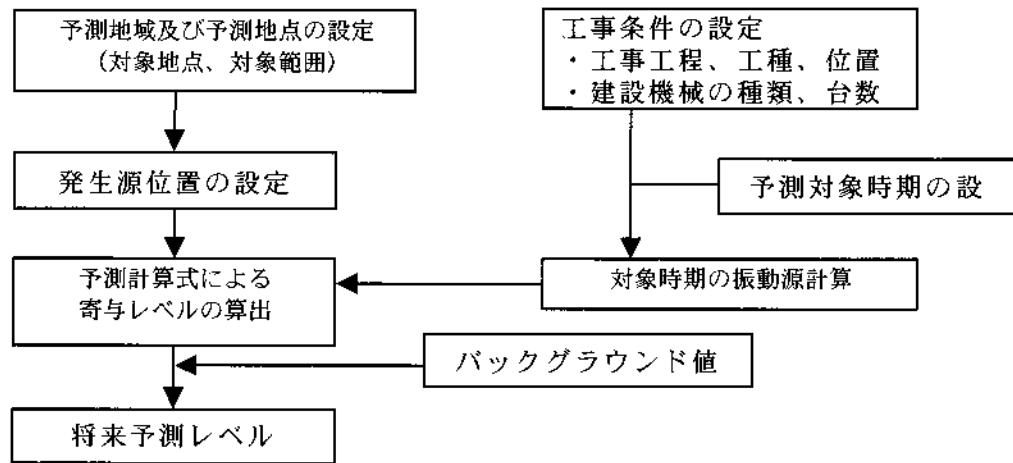 予測地域及び予測地点の設定
（対象地点、対象範囲）
工事条件の設定
・工事工程、工種、位置
・建設機械の種類、台数
発生源位置の設定
予測対象時期の設
予測計算式による
寄与レベルの算出
対象時期の振動源計算
バックグラウンド値
将来予測レベル